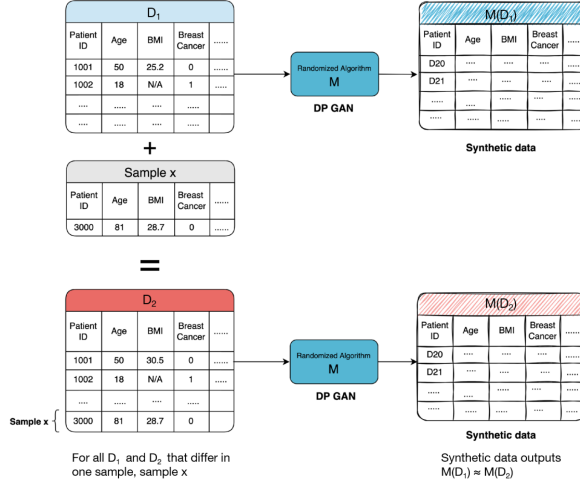 D₁
Patient ID Age BMI Breast Cancer ......
1001 50 25.2 0 ....
1002 18 N/A 1 .....
.... ..... .... ....
.... ..... .... ....
Randomized Algorithm
M
DP GAN
M(D₁)
Patient ID Age BMI Breast Cancer ......
D20 .... .... ....
D21 .... .... ....
..... .... .... ....
..... .... .... ....
Synthetic data
+
Sample x
Patient ID Age BMI Breast Cancer ......
3000 81 28.7 0
=
D₂
Patient ID Age BMI Breast Cancer ......
1001 50 30.5 0
1002 18 N/A 1 .....
.... ..... .... ....
Sample x
3000 81 28.7 0
Randomized Algorithm
M
DP GAN
M(D₂)
Patient ID Age BMI Breast Cancer ......
D20 .... .... ....
D21 .... .... ....
..... .... .... ....
..... .... .... ....
Synthetic data
For all D₁ and D₂ that differ in
one sample, sample x
Synthetic data outputs
M(D₁) ≈ M(D₂)